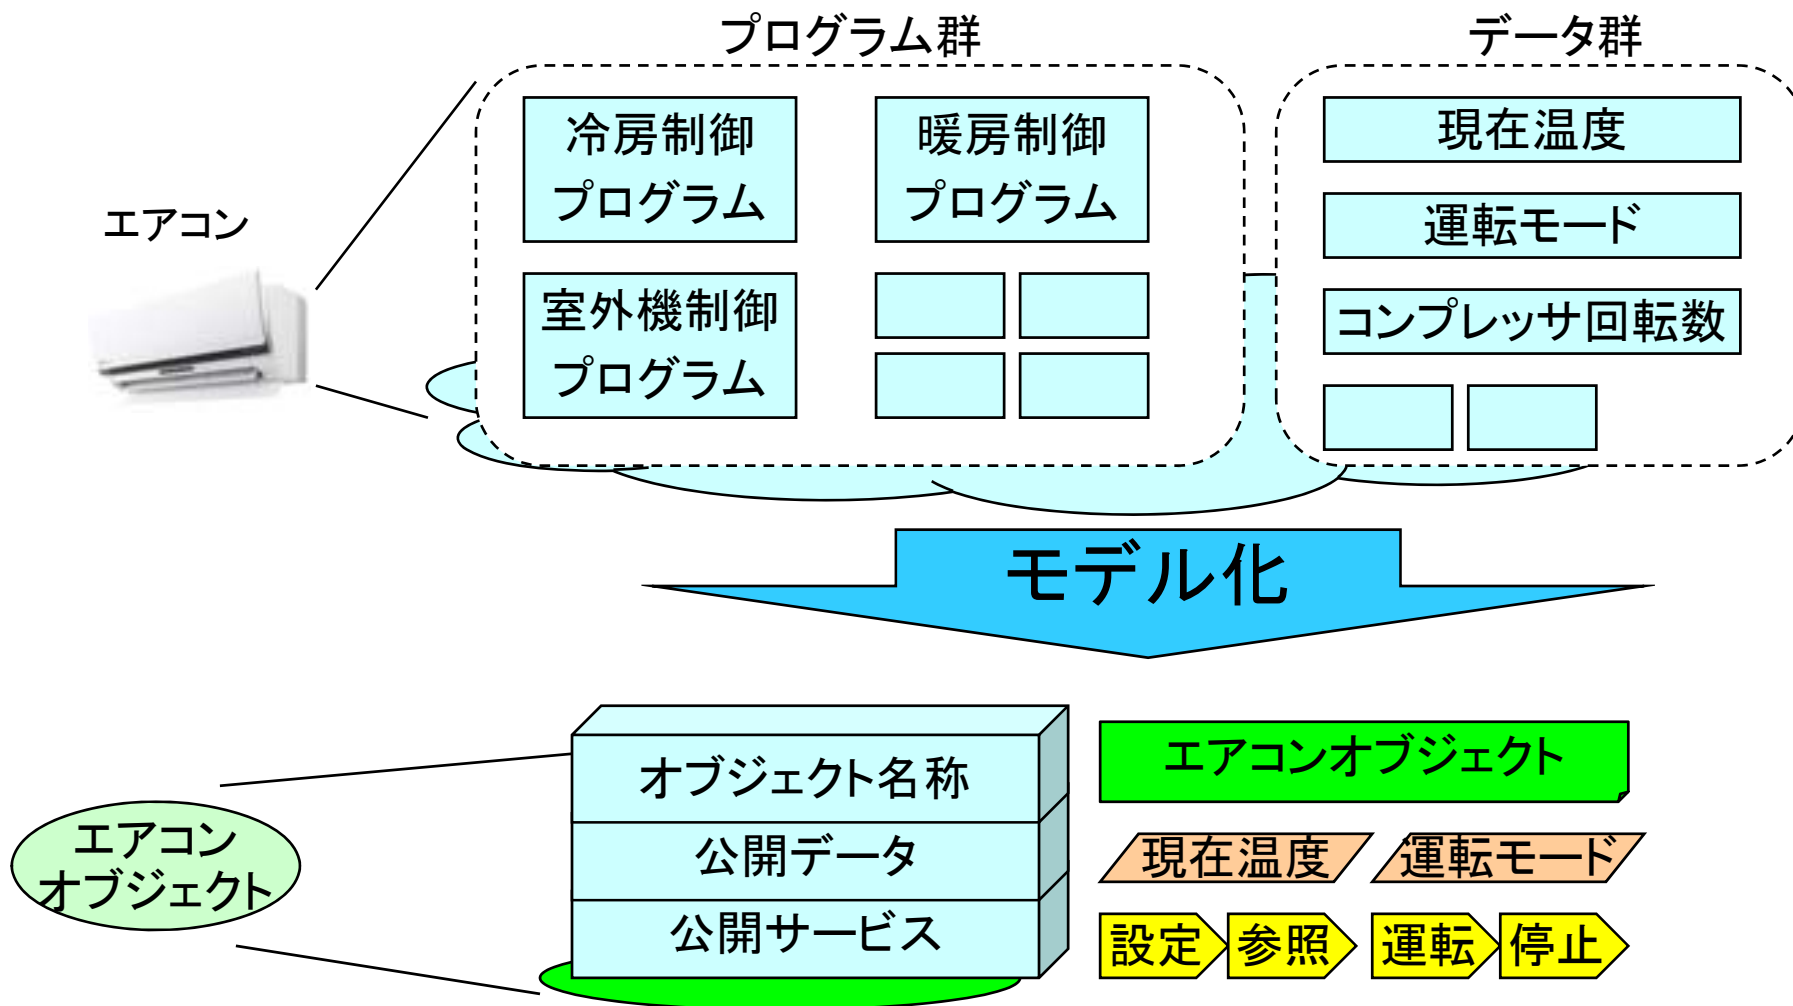 プログラム群
データ群
エアコン
冷房制御
プログラム
暖房制御
プログラム
室外機制御
プログラム
現在温度
運転モード
コンプレッサ回転数
モデル化
エアコン
オブジェクト
オブジェクト名称
公開データ
公開サービス
エアコンオブジェクト
現在温度
運転モード
設定
参照
運転
停止